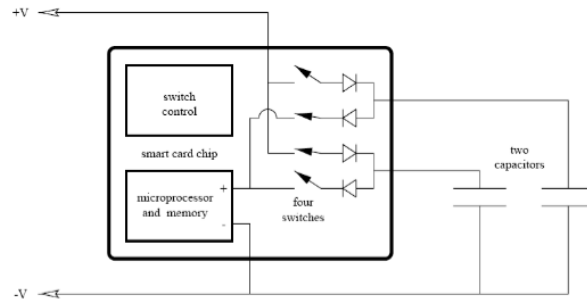 +V
switch
control
smart card chip
two
capacitors
microprocessor
and memory
+
-
four
switches
-V